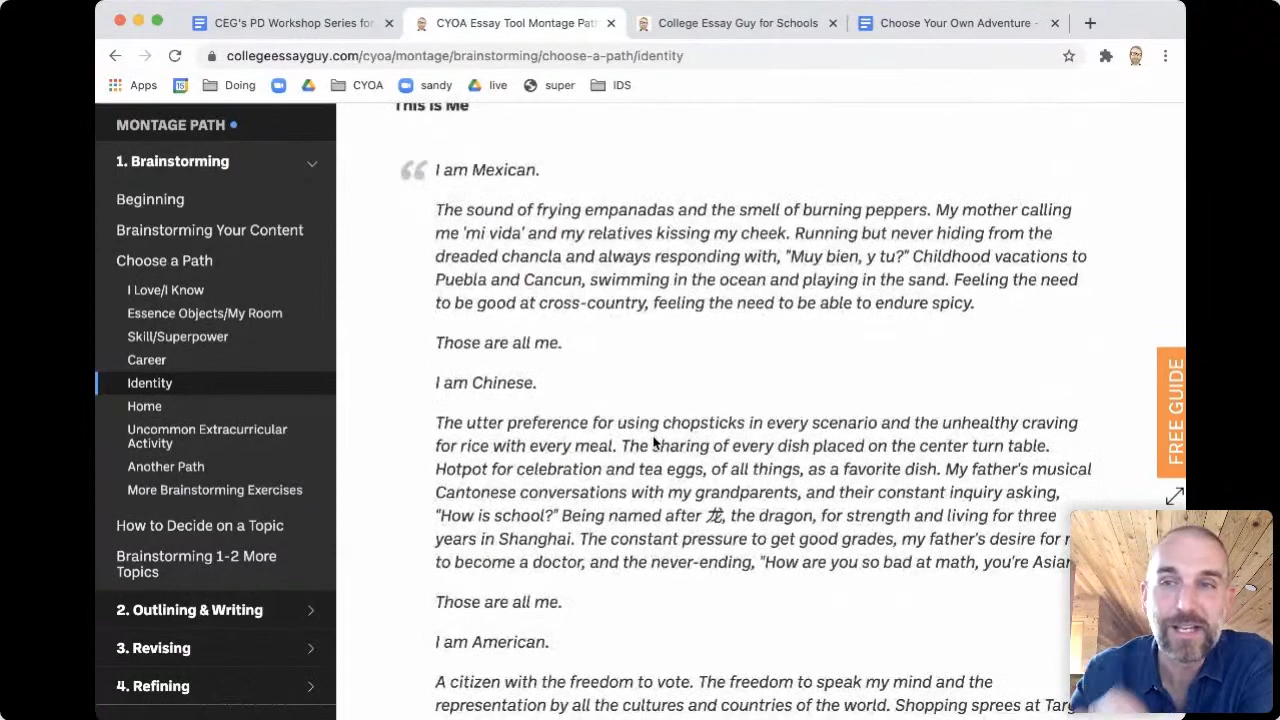 CEG's PD Workshop Series for
CYOA Essay Tool Montage Pat
College Essay Guy for Schools
Choose Your Own Adventure -
collegeessayguy.com/cyoa/montage/brainstorming/choose-a-path/identity
Apps
Doing
CYOA
sandy
live
super
IDS
MONTAGE PATH
1. Brainstorming
Beginning
Brainstorming Your Content
Choose a Path
I Love/I Know
Essence Objects/My Room
Skill/Superpower
Career
Identity
Home
Uncommon Extracurricular
Activity
Another Path
More Brainstorming Exercises
How to Decide on a Topic
Brainstorming 1-2 More
Topics
2. Outlining & Writing
3. Revising
4. Refining
This Is Me
“ I am Mexican.
The sound of frying empanadas and the smell of burning peppers. My mother calling
me 'mi vida' and my relatives kissing my cheek. Running but never hiding from the
dreaded chancla and always responding with, "Muy bien, y tu?" Childhood vacations to
Puebla and Cancun, swimming in the ocean and playing in the sand. Feeling the need
to be good at cross-country, feeling the need to be able to endure spicy.
Those are all me.
I am Chinese.
The utter preference for using chopsticks in every scenario and the unhealthy craving
for rice with every meal. The sharing of every dish placed on the center turn table.
Hotpot for celebration and tea eggs, of all things, as a favorite dish. My father's musical
Cantonese conversations with my grandparents, and their constant inquiry asking,
"How is school?" Being named after 龙, the dragon, for strength and living for three
years in Shanghai. The constant pressure to get good grades, my father's desire for
to become a doctor, and the never-ending, "How are you so bad at math, you're Asian
Those are all me.
I am American.
A citizen with the freedom to vote. The freedom to speak my mind and the
representation by all the cultures and countries of the world. Shopping sprees at Targ
FREE GUIDE